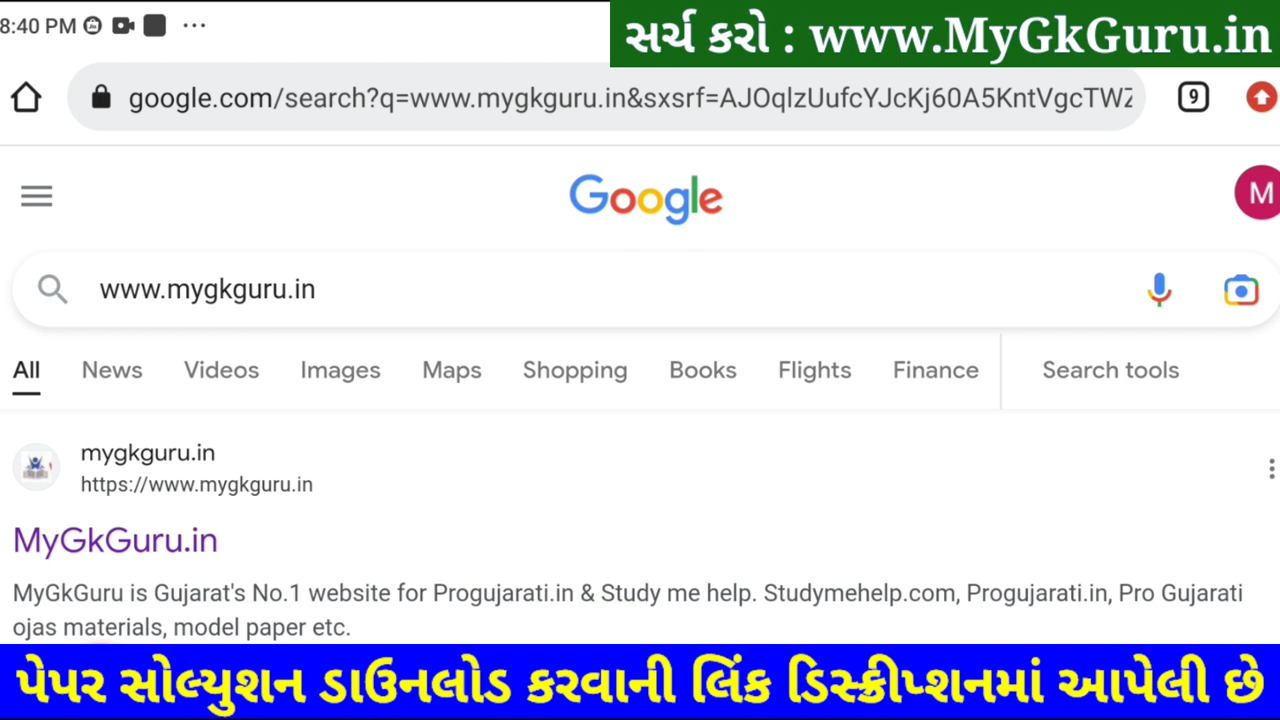 8:40 PM
સર્ચ કરો : www.MyGkGuru.in
google.com/search?q=www.mygkguru.in&sxsrf=AJOqlzUufcYJcKj60A5KntVgcTWZ
9
Google
M
www.mygkguru.in
All News Videos Images Maps Shopping Books Flights Finance Search tools
mygkguru.in
https://www.mygkguru.in
MyGkGuru.in
MyGkGuru is Gujarat's No.1 website for Progujarati.in & Study me help. Studymehelp.com, Progujarati.in, Pro Gujarati
ojas materials, model paper etc.
પેપર સોલ્યુશન ડાઉનલોડ કરવાની લિંક ડિસ્ક્રીપ્શનમાં આપેલી છે